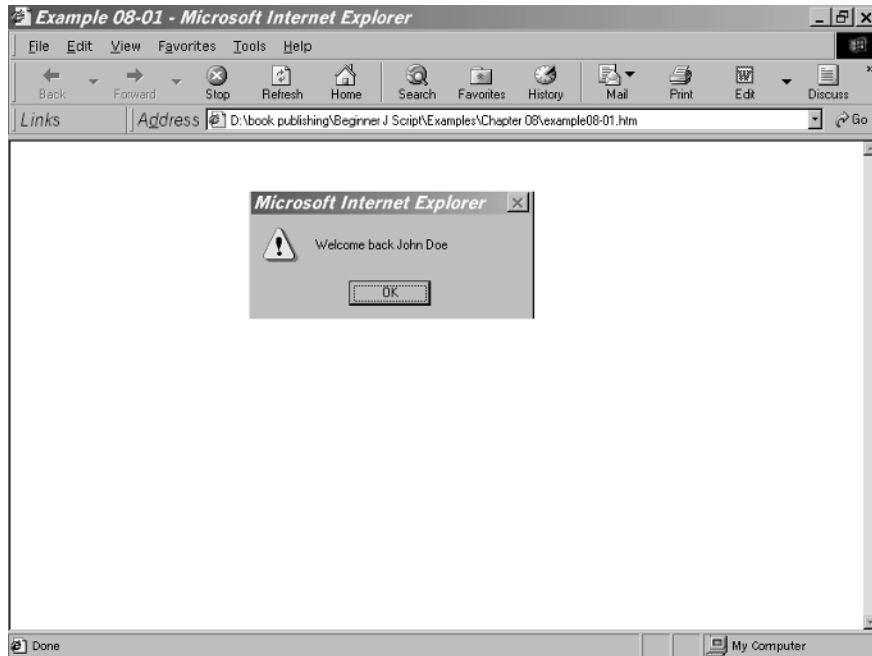 Example 08-01 - Microsoft Internet Explorer
File Edit View Favorites Tools Help
Back Forward Stop Refresh Home Search Favorites History Mail Print Edit Discuss
Links Address D:\book publishing\Beginner J Script\Examples\Chapter 08\example08-01.htm Go
Microsoft Internet Explorer
Welcome back John Doe
OK
Done My Computer